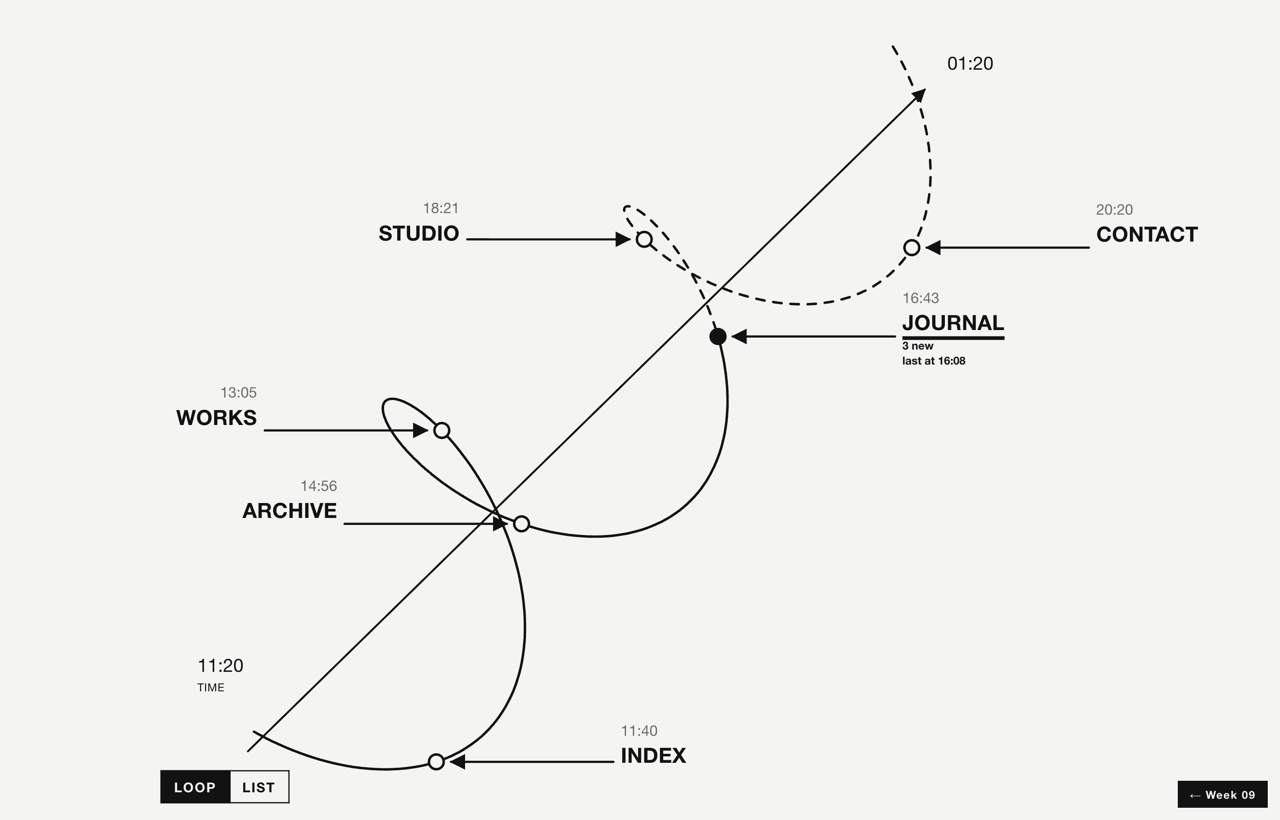 01:20
18:21
STUDIO
20:20
CONTACT
16:43
JOURNAL
3 new
last at 16:08
13:05
WORKS
14:56
ARCHIVE
11:20
TIME
11:40
INDEX
LOOP
LIST
← Week 09